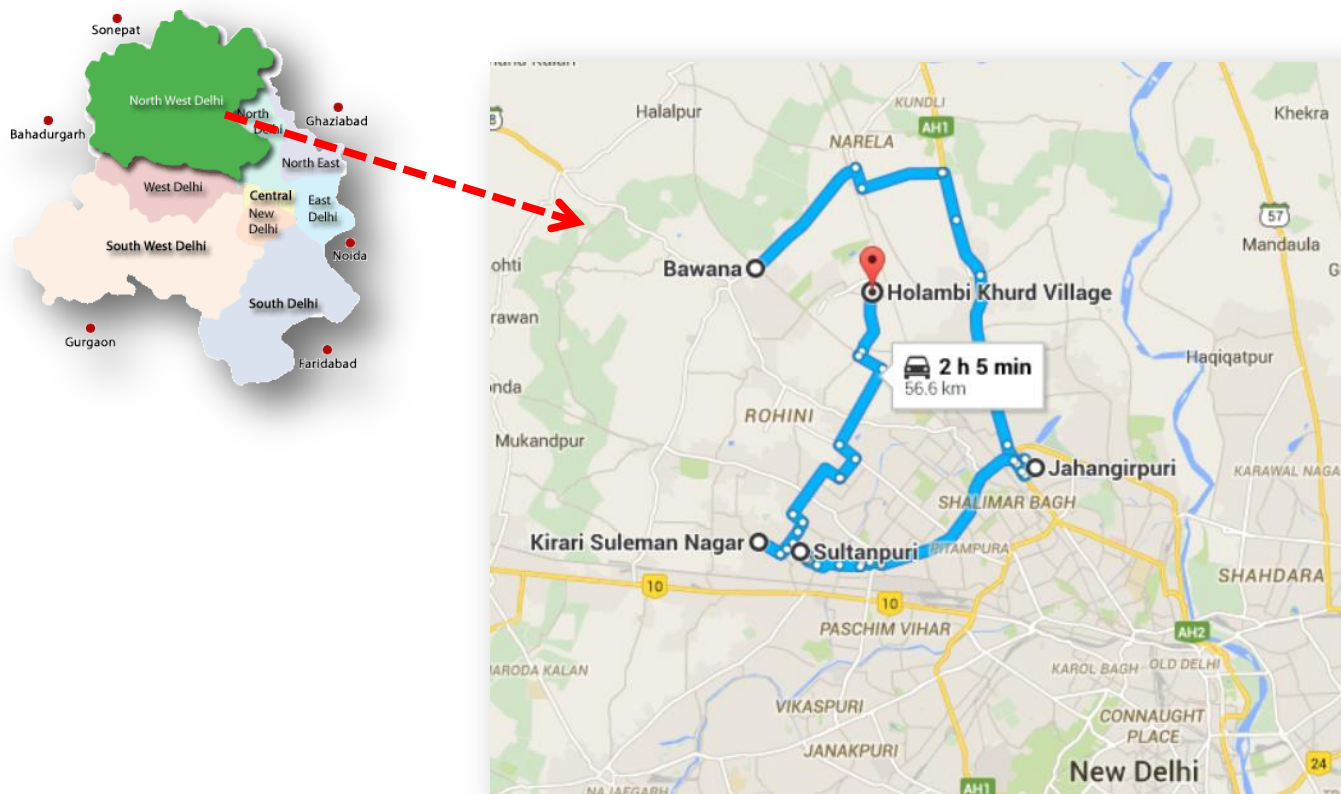 Sonepat
North West Delhi
Bahadurgarh
North
Delhi
Ghaziabad
North East
West Delhi
Central
East
Delhi
New
Delhi
South West Delhi
Noida
South Delhi
Gurgaon
Faridabad
Halalpur
KUNDLI
AH1
Khekra
NARELA
57
Mandaula
Bawana
Holambi Khurd Village
2 h 5 min
56.6 km
Haqiqatpur
ROHINI
Mukandpur
Jahangirpuri
KARAWAL NAGA
SHALIMAR BAGH
Kirari Suleman Nagar
Sultanpuri
PITAMPURA
SHAHDARA
10
10
PASCHIM VIHAR
AH2
KAROL BAGH
OLD DELHI
VIKASPURI
CONNAUGHT
PLACE
JANAKPURI
New Delhi
24
AH1